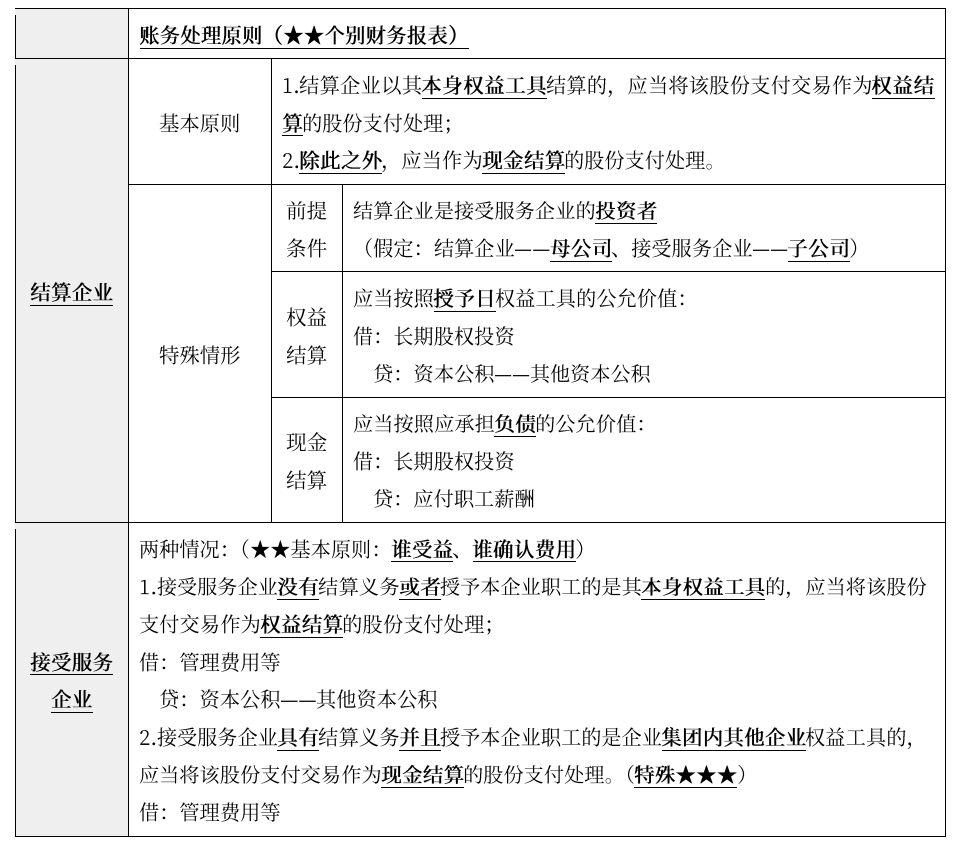 账务处理原则（★★个别财务报表）
结算企业
基本原则
1.结算企业以其本身权益工具结算的，应当将该股份支付交易作为权益结
算的股份支付处理；
2.除此之外，应当作为现金结算的股份支付处理。
特殊情形
前提
条件
结算企业是接受服务企业的投资者
（假定：结算企业——母公司、接受服务企业——子公司）
权益
结算
应当按照授予日权益工具的公允价值：
借：长期股权投资
贷：资本公积——其他资本公积
现金
结算
应当按照应承担负债的公允价值：
借：长期股权投资
贷：应付职工薪酬
接受服务
企业
两种情况：（★★基本原则：谁受益、谁确认费用）
1.接受服务企业没有结算义务或者授予本企业职工的是其本身权益工具的，应当将该股份
支付交易作为权益结算的股份支付处理；
借：管理费用等
贷：资本公积——其他资本公积
2.接受服务企业具有结算义务并且授予本企业职工的是企业集团内其他企业权益工具的，
应当将该股份支付交易作为现金结算的股份支付处理。（特殊★★★）
借：管理费用等